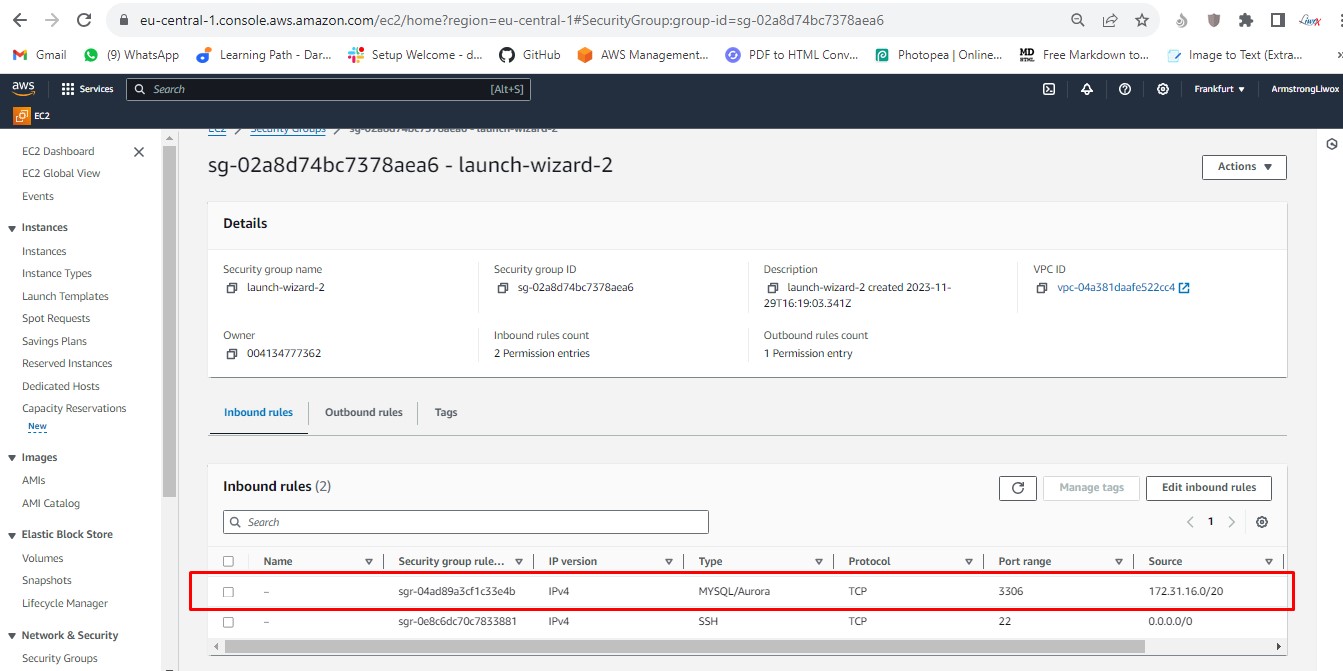 eu-central-1.console.aws.amazon.com/ec2/home?region=eu-central-1#SecurityGroup:group-id=sg-02a8d74bc7378aea6
Gmail (9) WhatsApp Learning Path - Dar... Setup Welcome - d... GitHub AWS Management... PDF to HTML Conv... Photopea | Online... Free Markdown to... Image to Text (Extra...
aws Services Search [Alt+S] Frankfurt ArmstrongLiwox
EC2
EC2 Security Groups sg-02a8d74bc7378aea6 - launch-wizard-2
EC2 Dashboard
EC2 Global View
Events
Instances
Instances
Instance Types
Launch Templates
Spot Requests
Savings Plans
Reserved Instances
Dedicated Hosts
Capacity Reservations
New
Images
AMIs
AMI Catalog
Elastic Block Store
Volumes
Snapshots
Lifecycle Manager
Network & Security
Security Groups
sg-02a8d74bc7378aea6 - launch-wizard-2
Actions
Details
Security group name
launch-wizard-2
Security group ID
sg-02a8d74bc7378aea6
Description
launch-wizard-2 created 2023-11-
29T16:19:03.341Z
VPC ID
vpc-04a381daafe522cc4
Owner
004134777362
Inbound rules count
2 Permission entries
Outbound rules count
1 Permission entry
Inbound rules Outbound rules Tags
Inbound rules (2)
Manage tags Edit inbound rules
Search
1
Name Security group rule... IP version Type Protocol Port range Source
– sgr-04ad89a3cf1c33e4b IPv4 MYSQL/Aurora TCP 3306 172.31.16.0/20
– sgr-0e8c6dc70c7833881 IPv4 SSH TCP 22 0.0.0.0/0